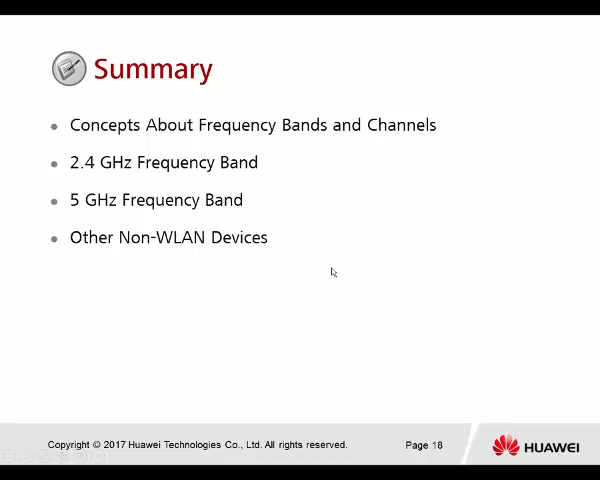 Summary
Concepts About Frequency Bands and Channels
2.4 GHz Frequency Band
5 GHz Frequency Band
Other Non-WLAN Devices
Copyright © 2017 Huawei Technologies Co., Ltd. All rights reserved.
Page 18
HUAWEI